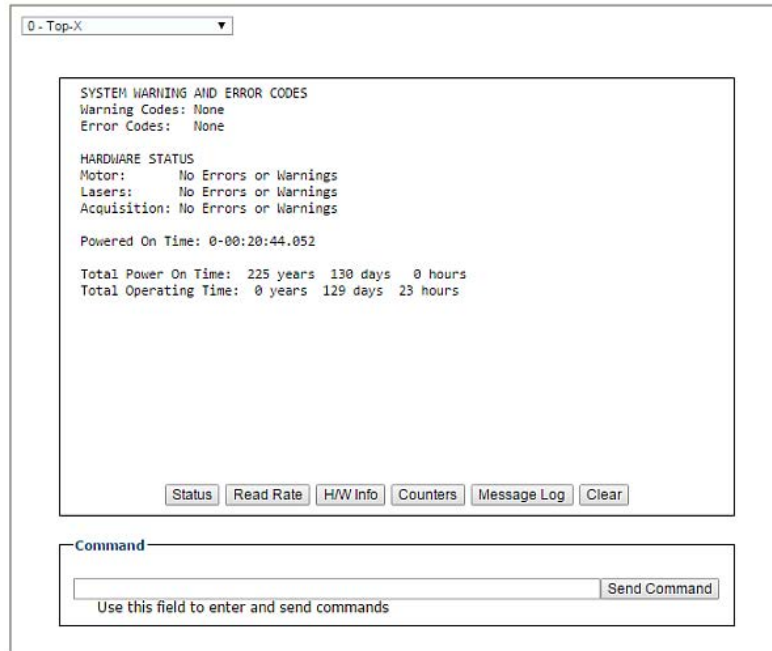 0 - Top-X
SYSTEM WARNING AND ERROR CODES
Warning Codes: None
Error Codes:   None
HARDWARE STATUS
Motor:       No Errors or Warnings
Lasers:      No Errors or Warnings
Acquisition: No Errors or Warnings
Powered On Time: 0-00:20:44.052
Total Power On Time:  225 years  130 days   0 hours
Total Operating Time:  0 years  129 days  23 hours
Status Read Rate H/W Info Counters Message Log Clear
Command
Send Command
Use this field to enter and send commands